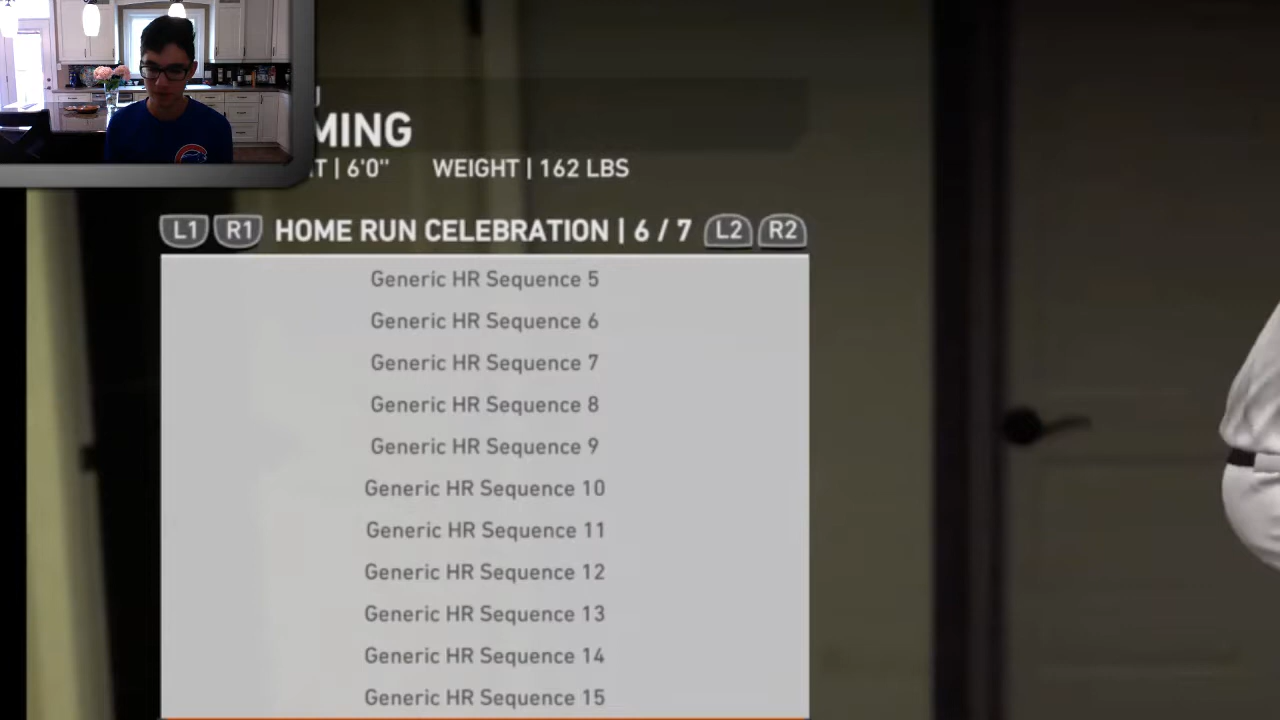 MING
T | 6'0" WEIGHT | 162 LBS
L1 R1 HOME RUN CELEBRATION | 6 / 7 L2 R2
Generic HR Sequence 5
Generic HR Sequence 6
Generic HR Sequence 7
Generic HR Sequence 8
Generic HR Sequence 9
Generic HR Sequence 10
Generic HR Sequence 11
Generic HR Sequence 12
Generic HR Sequence 13
Generic HR Sequence 14
Generic HR Sequence 15